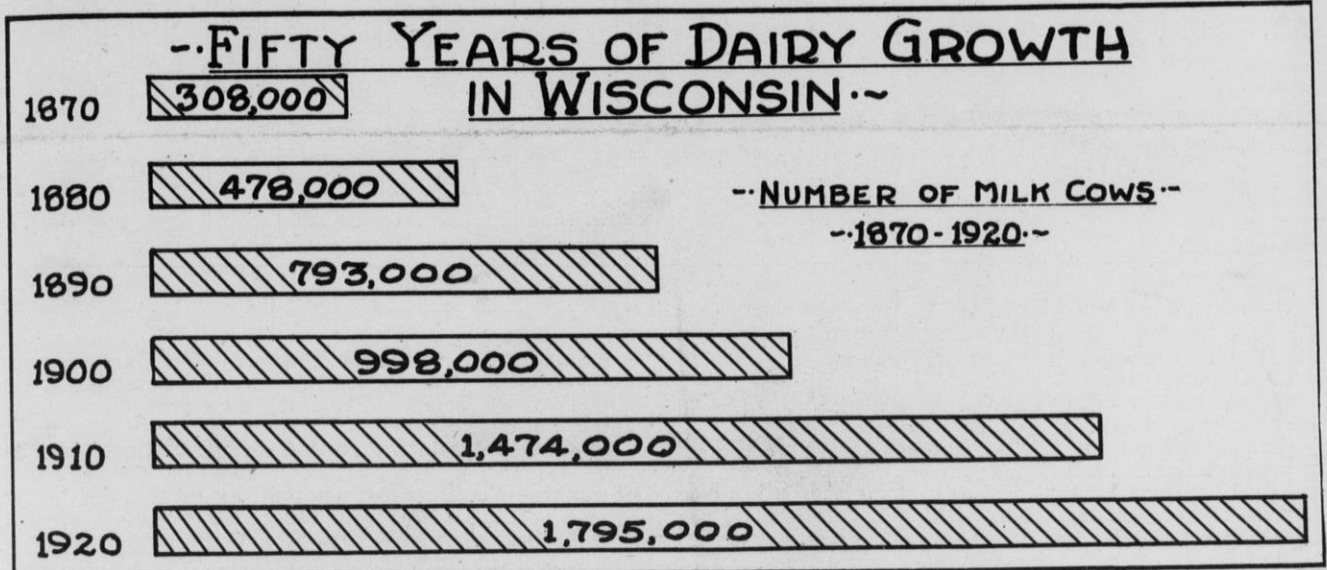 -·FIFTY YEARS OF DAIRY GROWTH
IN WISCONSIN·~
1870 308,000
1880 478,000
-·NUMBER OF MILK COWS·-
~·1870-1920·~
1890 793,000
1900 998,000
1910 1,474,000
1920 1,795,000